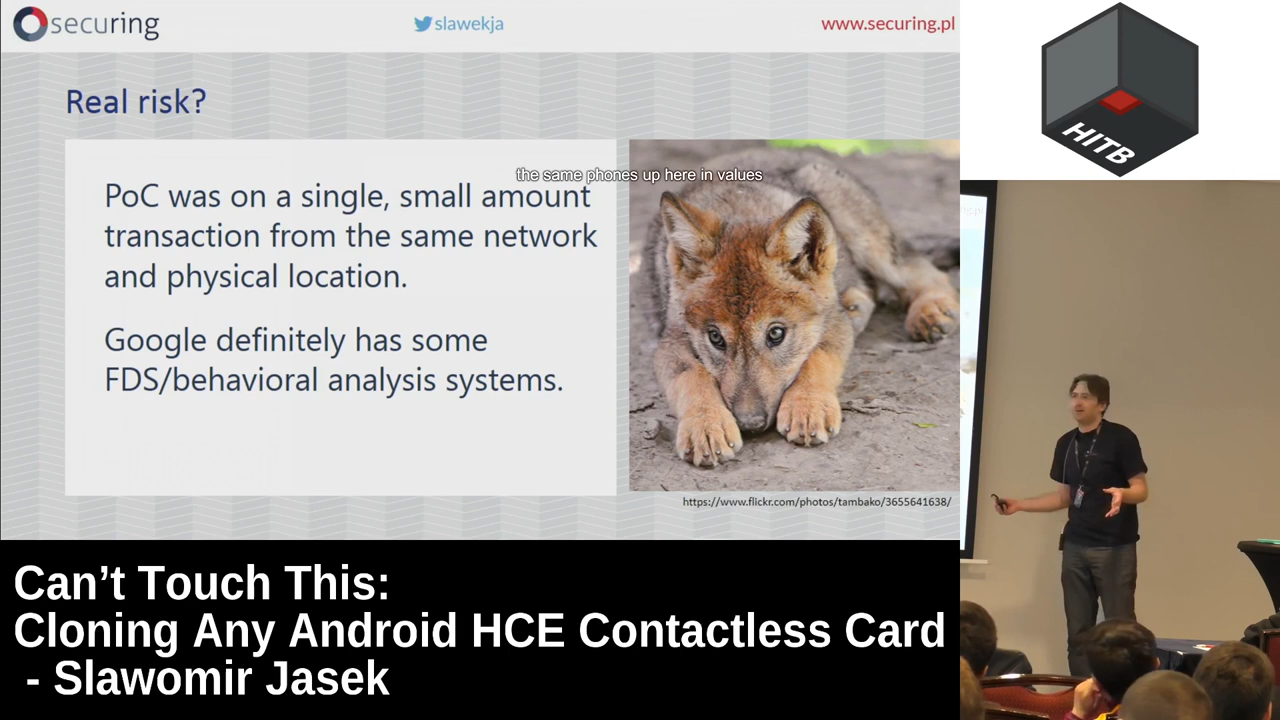 securing
slawekja
www.securing.pl
HITB
Real risk?
the same phones up here in values
PoC was on a single, small amount
transaction from the same network
and physical location.
Google definitely has some
FDS/behavioral analysis systems.
https://www.flickr.com/photos/tambako/3655641638/
Can’t Touch This:
Cloning Any Android HCE Contactless Card
- Slawomir Jasek